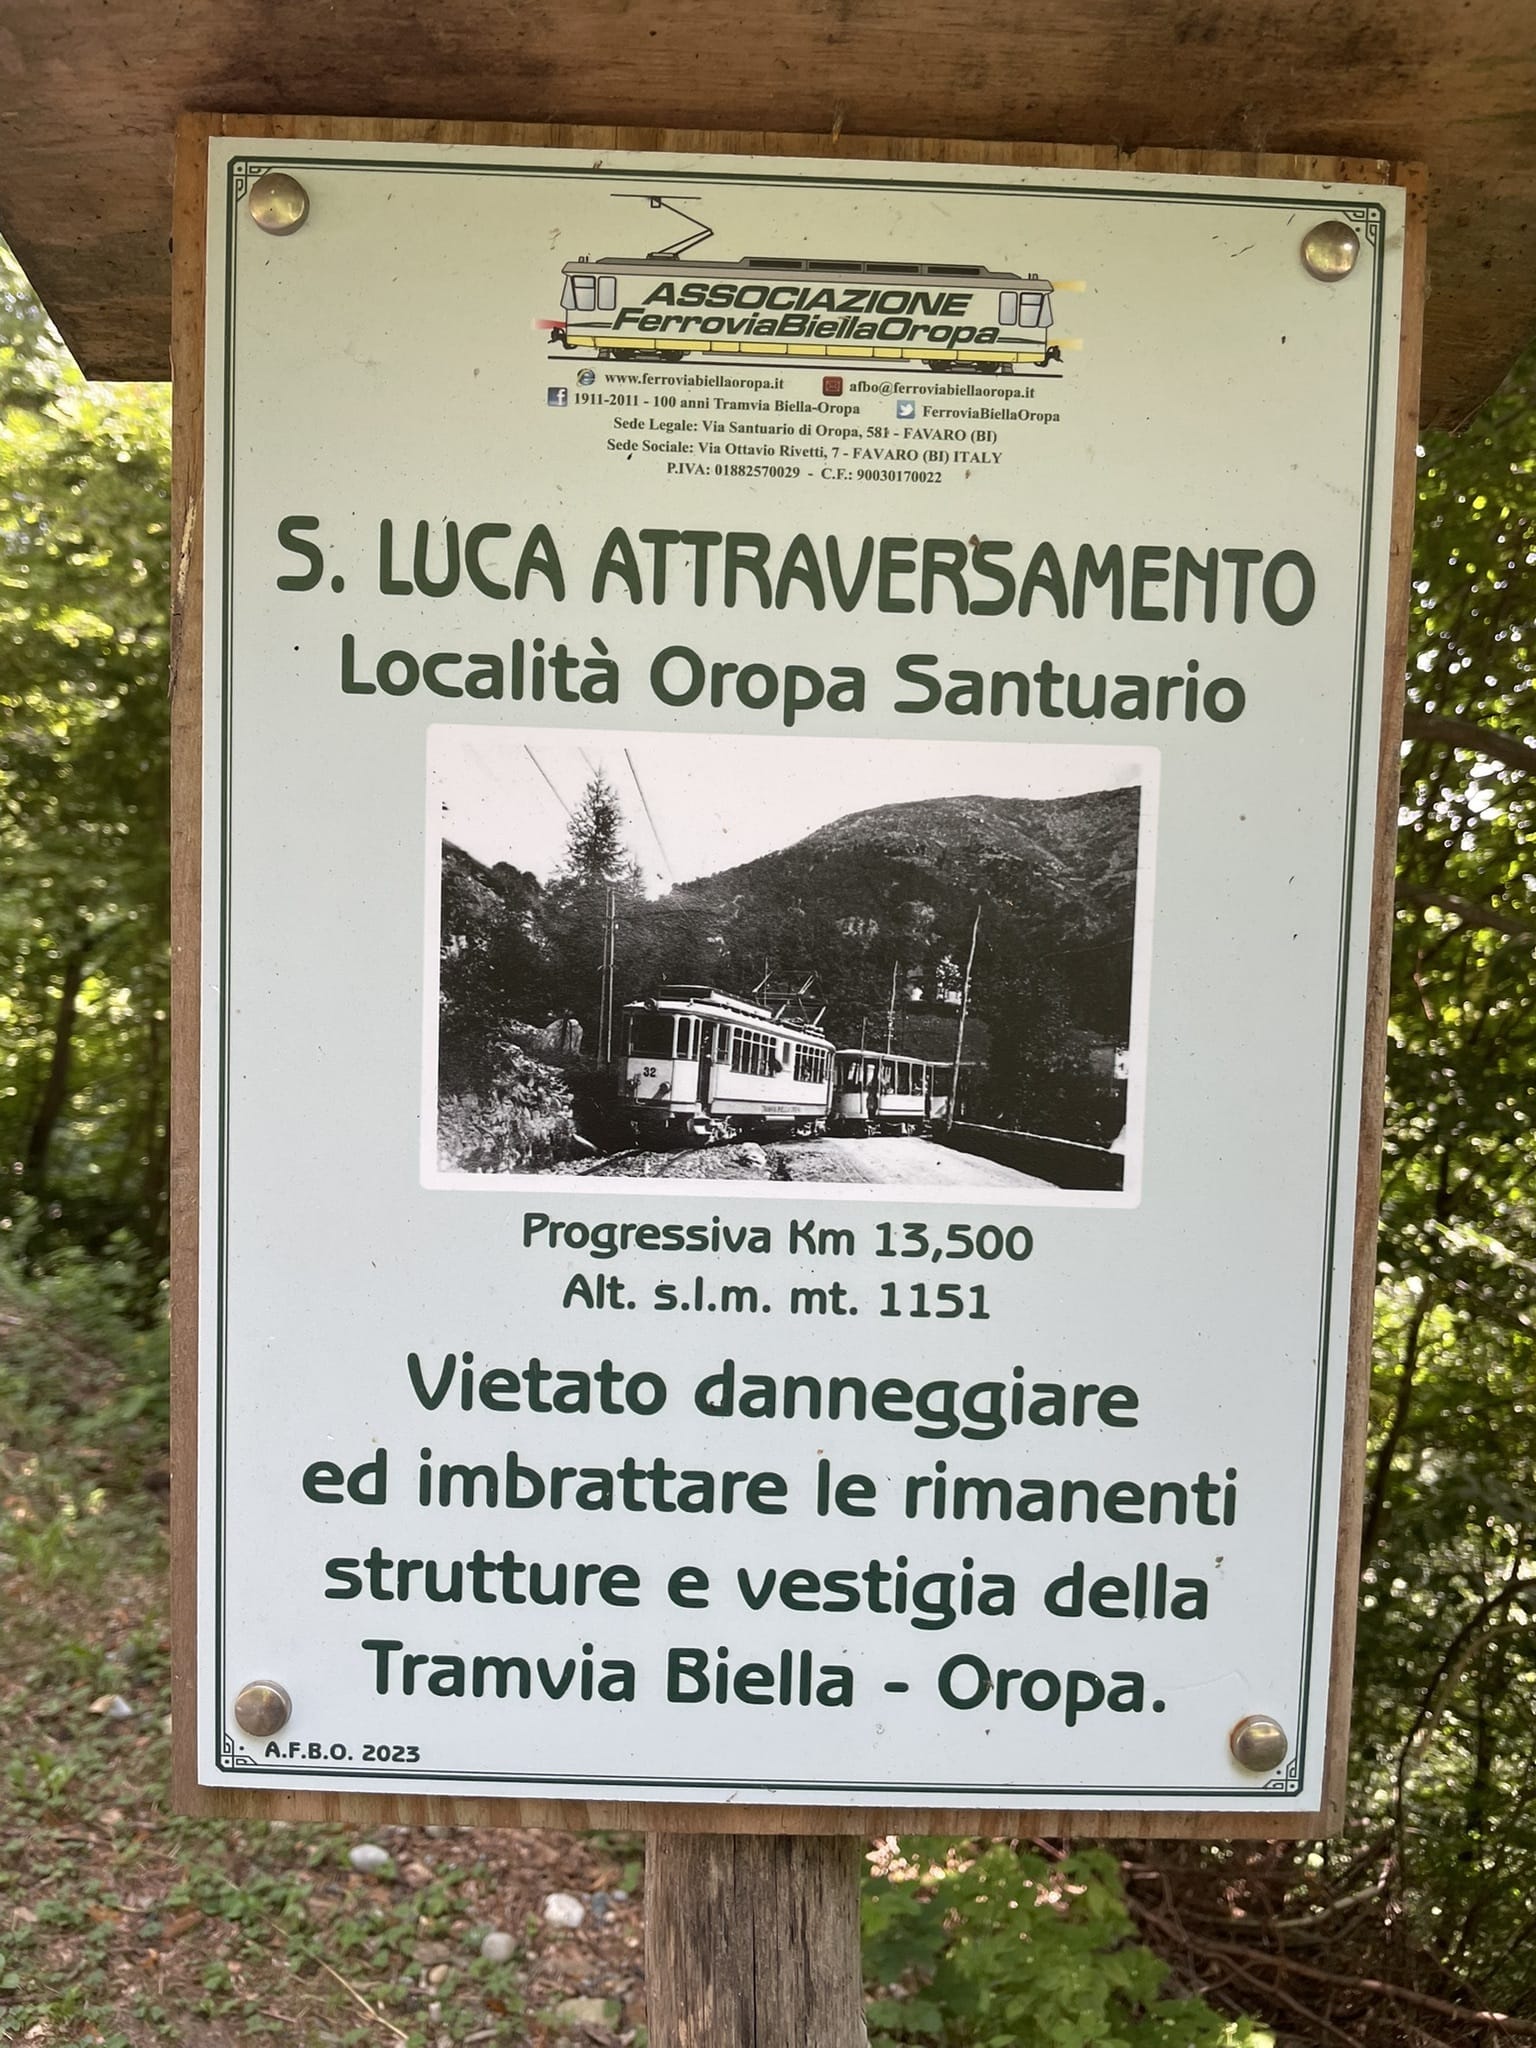 ASSOCIAZIONE
FerroviaBiellaOropa
www.ferroviabiellaoropa.it afbo@ferroviabiellaoropa.it
1911-2011 - 100 anni Tramvia Biella-Oropa FerroviaBiellaOropa
Sede Legale: Via Santuario di Oropa, 581 - FAVARO (BI)
Sede Sociale: Via Ottavio Rivetti, 7 - FAVARO (BI) ITALY
P.IVA: 01882570029 - C.F.: 90030170022
S. LUCA ATTRAVERSAMENTO
Località Oropa Santuario
32
Progressiva Km 13,500
Alt. s.l.m. mt. 1151
Vietato danneggiare
ed imbrattare le rimanenti
strutture e vestigia della
Tramvia Biella - Oropa.
A.F.B.O. 2023